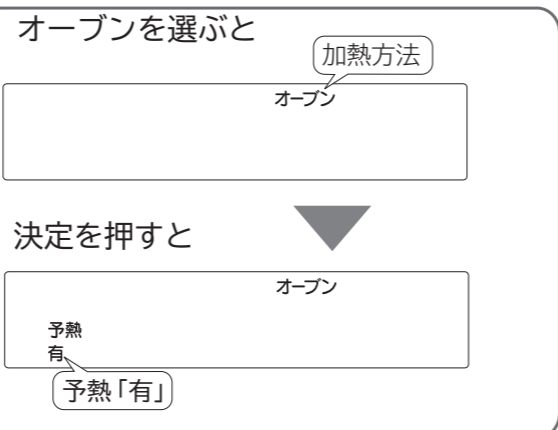 オーブンを選ぶと
加熱方法
オーブン
決定を押すと
オーブン
予熱
有
予熱「有」